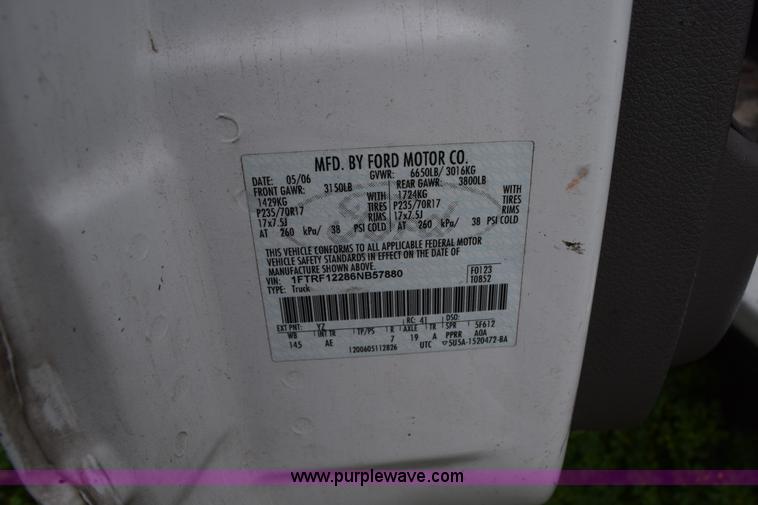 MFD. BY FORD MOTOR CO.
DATE: 05/06 GVWR: 6650LB/ 3016KG
FRONT GAWR: 3150LB REAR GAWR: 3800LB
1429KG WITH 1724KG WITH
P235/70R17 TIRES P235/70R17 TIRES
17x7.5J RIMS 17x7.5J RIMS
AT 260 kPa/ 38 PSI COLD AT 260 kPa/ 38 PSI COLD
Ford
THIS VEHICLE CONFORMS TO ALL APPLICABLE FEDERAL MOTOR
VEHICLE SAFETY STANDARDS IN EFFECT ON THE DATE OF
MANUFACTURE SHOWN ABOVE.
VIN: 1FTRF12286NB57880 F0123
TYPE: Truck T0852
EXT PNT: YZ RC: 41 DSO:
WB INT TR TP/PS R AXLE TR SPR 5F612
145 AE 7 19 A PPRR AOA
1200605112826 UTC 5U5A-1520472-BA
www.purplewave.com